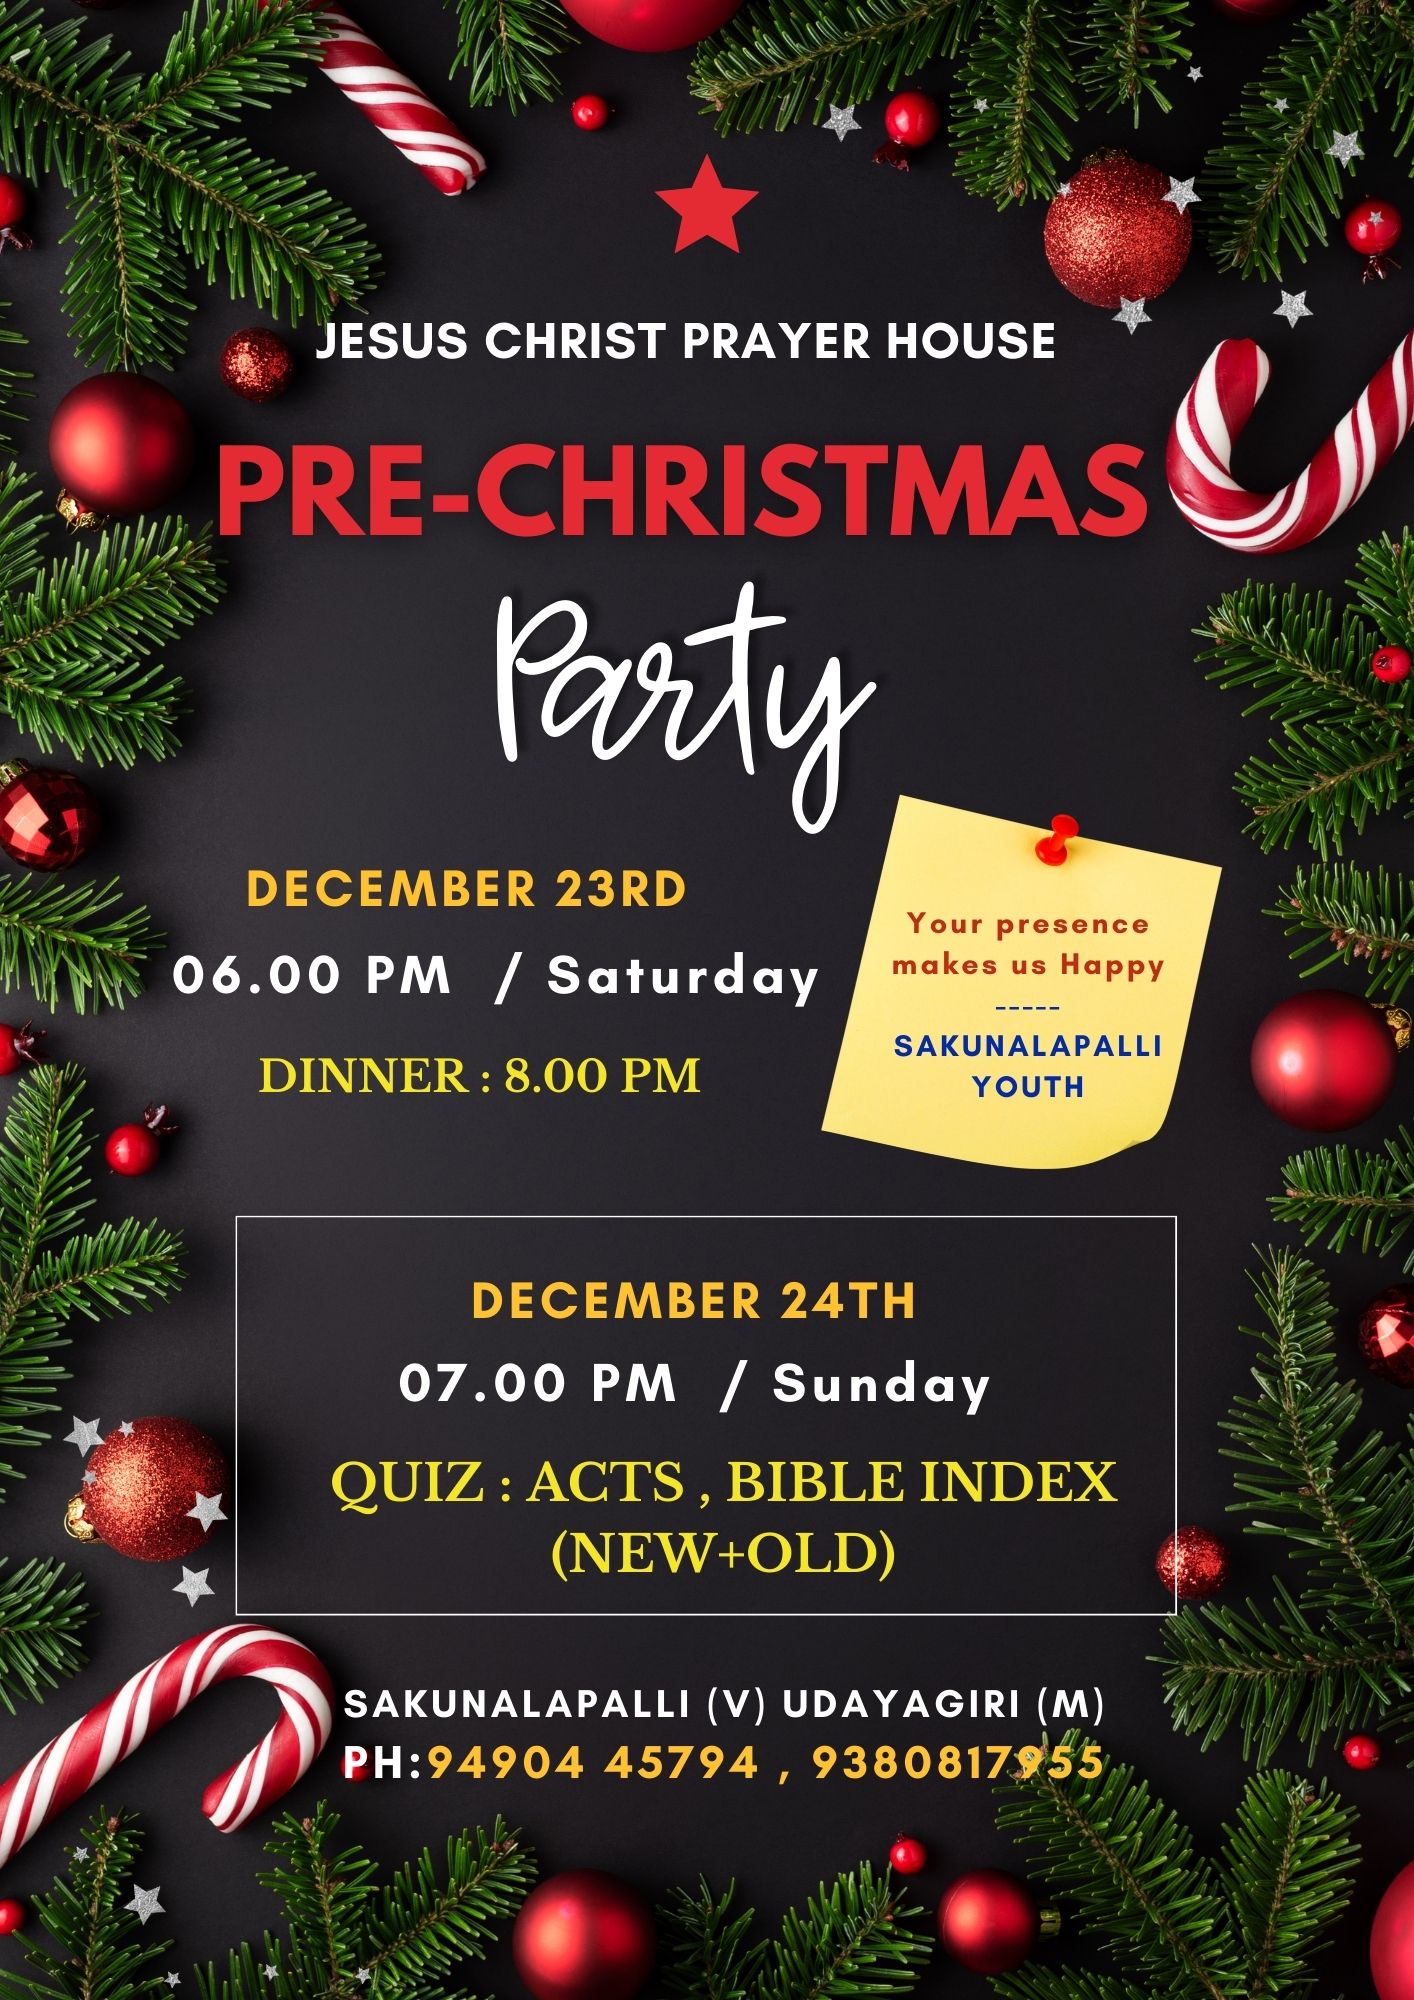 JESUS CHRIST PRAYER HOUSE
PRE-CHRISTMAS
Party
DECEMBER 23RD
06.00 PM / Saturday
DINNER : 8.00 PM
Your presence
makes us Happy
-----
SAKUNALAPALLI
YOUTH
DECEMBER 24TH
07.00 PM / Sunday
QUIZ : ACTS , BIBLE INDEX
(NEW+OLD)
SAKUNALAPALLI (V) UDAYAGIRI (M)
PH:94904 45794 , 9380817955